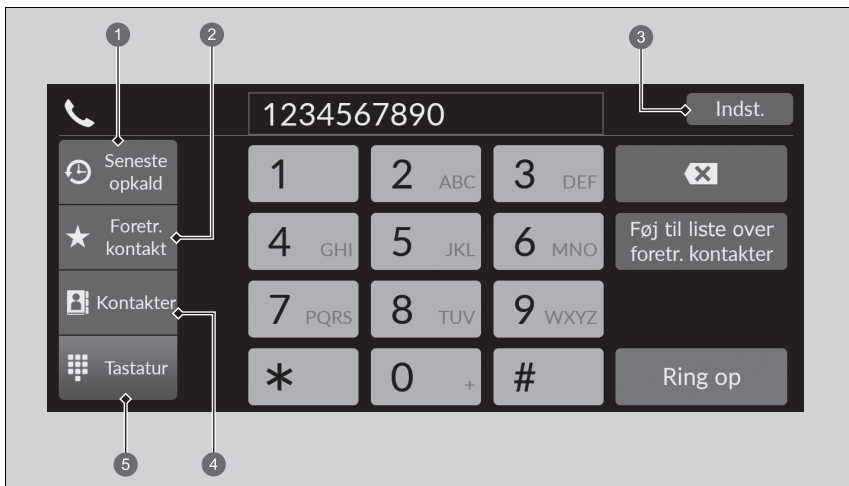 1
2
3
1234567890
Indst.
Seneste
opkald
1
2 ABC
3 DEF
Foretr.
kontakt
4 GHI
5 JKL
6 MNO
Føj til liste over
foretr. kontakter
Kontakter
7 PQRS
8 TUV
9 WXYZ
Tastatur
*
0 +
#
Ring op
5
4